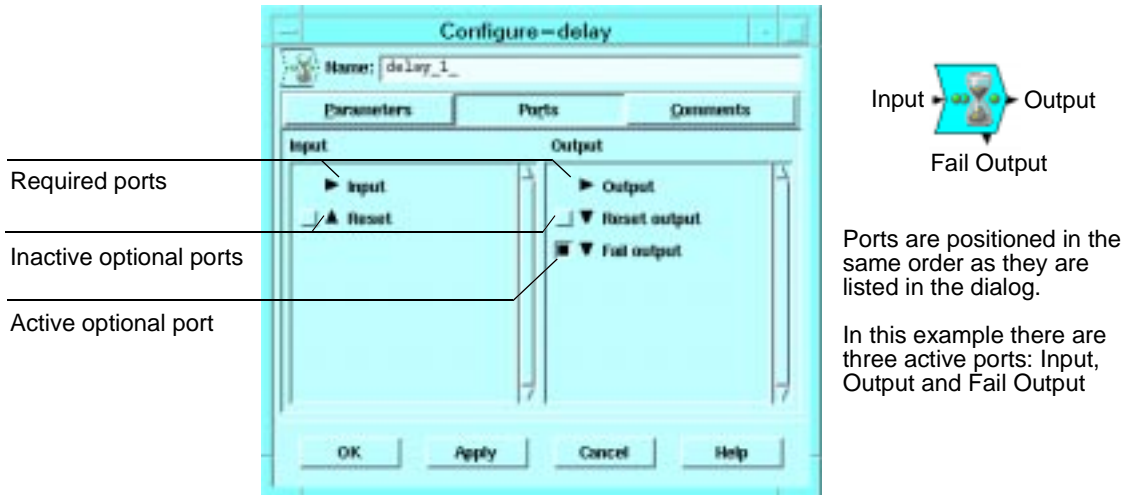 Configure-delay
Name: delay_1_
Parameters Ports Comments
Input Output
Input
Reset
Output
Reset output
Fail output
OK Apply Cancel Help
Required ports
Inactive optional ports
Active optional port
Input Output
Fail Output
Ports are positioned in the
same order as they are
listed in the dialog.
In this example there are
three active ports: Input,
Output and Fail Output